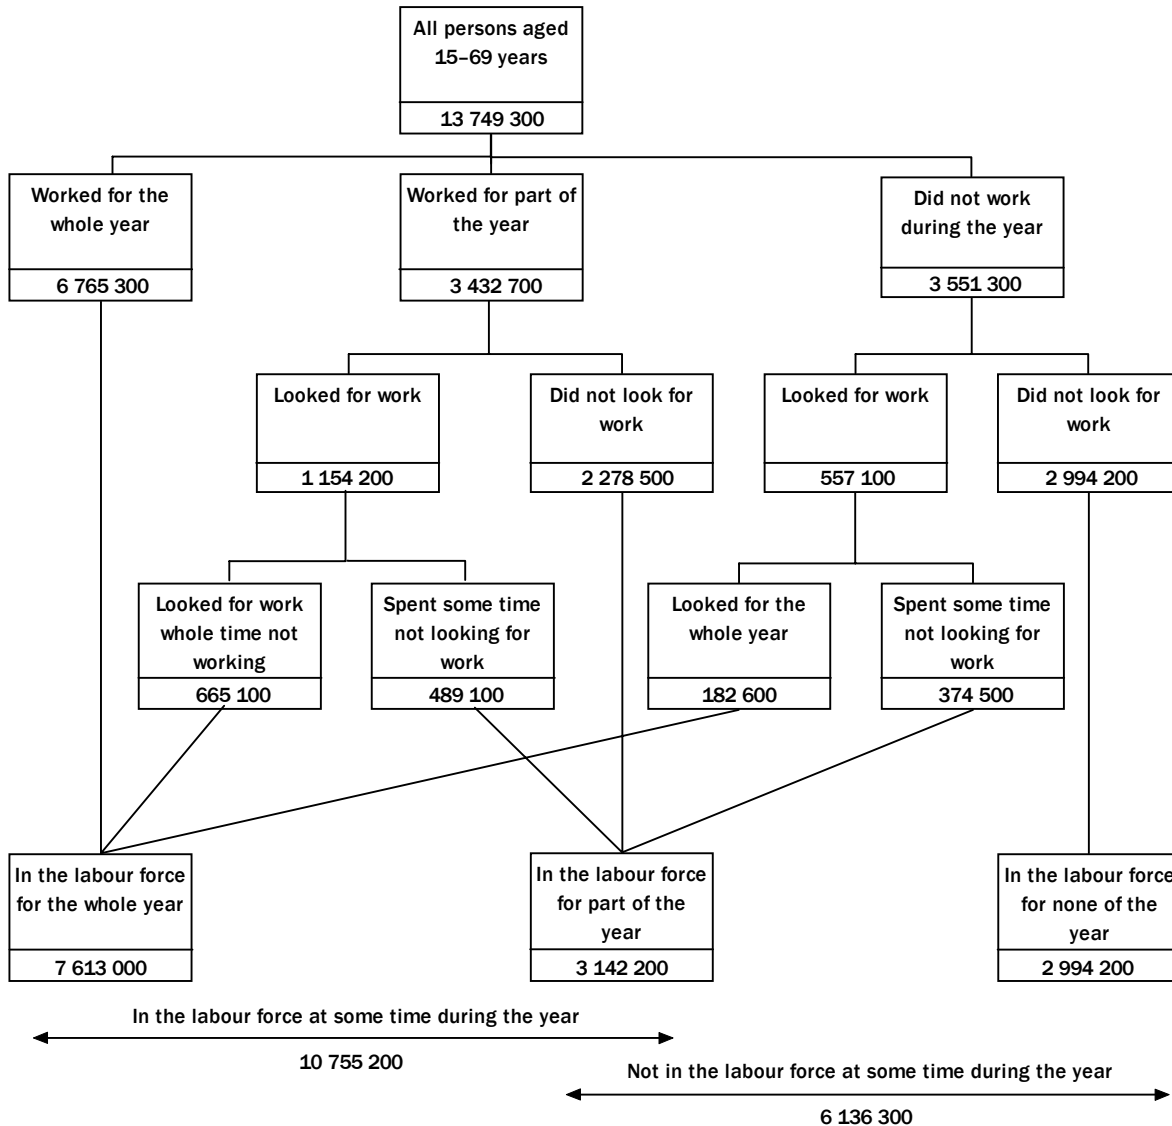 All persons aged
15–69 years
13 749 300
Worked for the
whole year
6 765 300
Worked for part of
the year
3 432 700
Did not work
during the year
3 551 300
Looked for work
1 154 200
Did not look for
work
2 278 500
Looked for work
557 100
Did not look for
work
2 994 200
Looked for work
whole time not
working
665 100
Spent some time
not looking for
work
489 100
Looked for the
whole year
182 600
Spent some time
not looking for
work
374 500
In the labour force
for the whole year
7 613 000
In the labour force
for part of the
year
3 142 200
In the labour force
for none of the
year
2 994 200
In the labour force at some time during the year
10 755 200
Not in the labour force at some time during the year
6 136 300